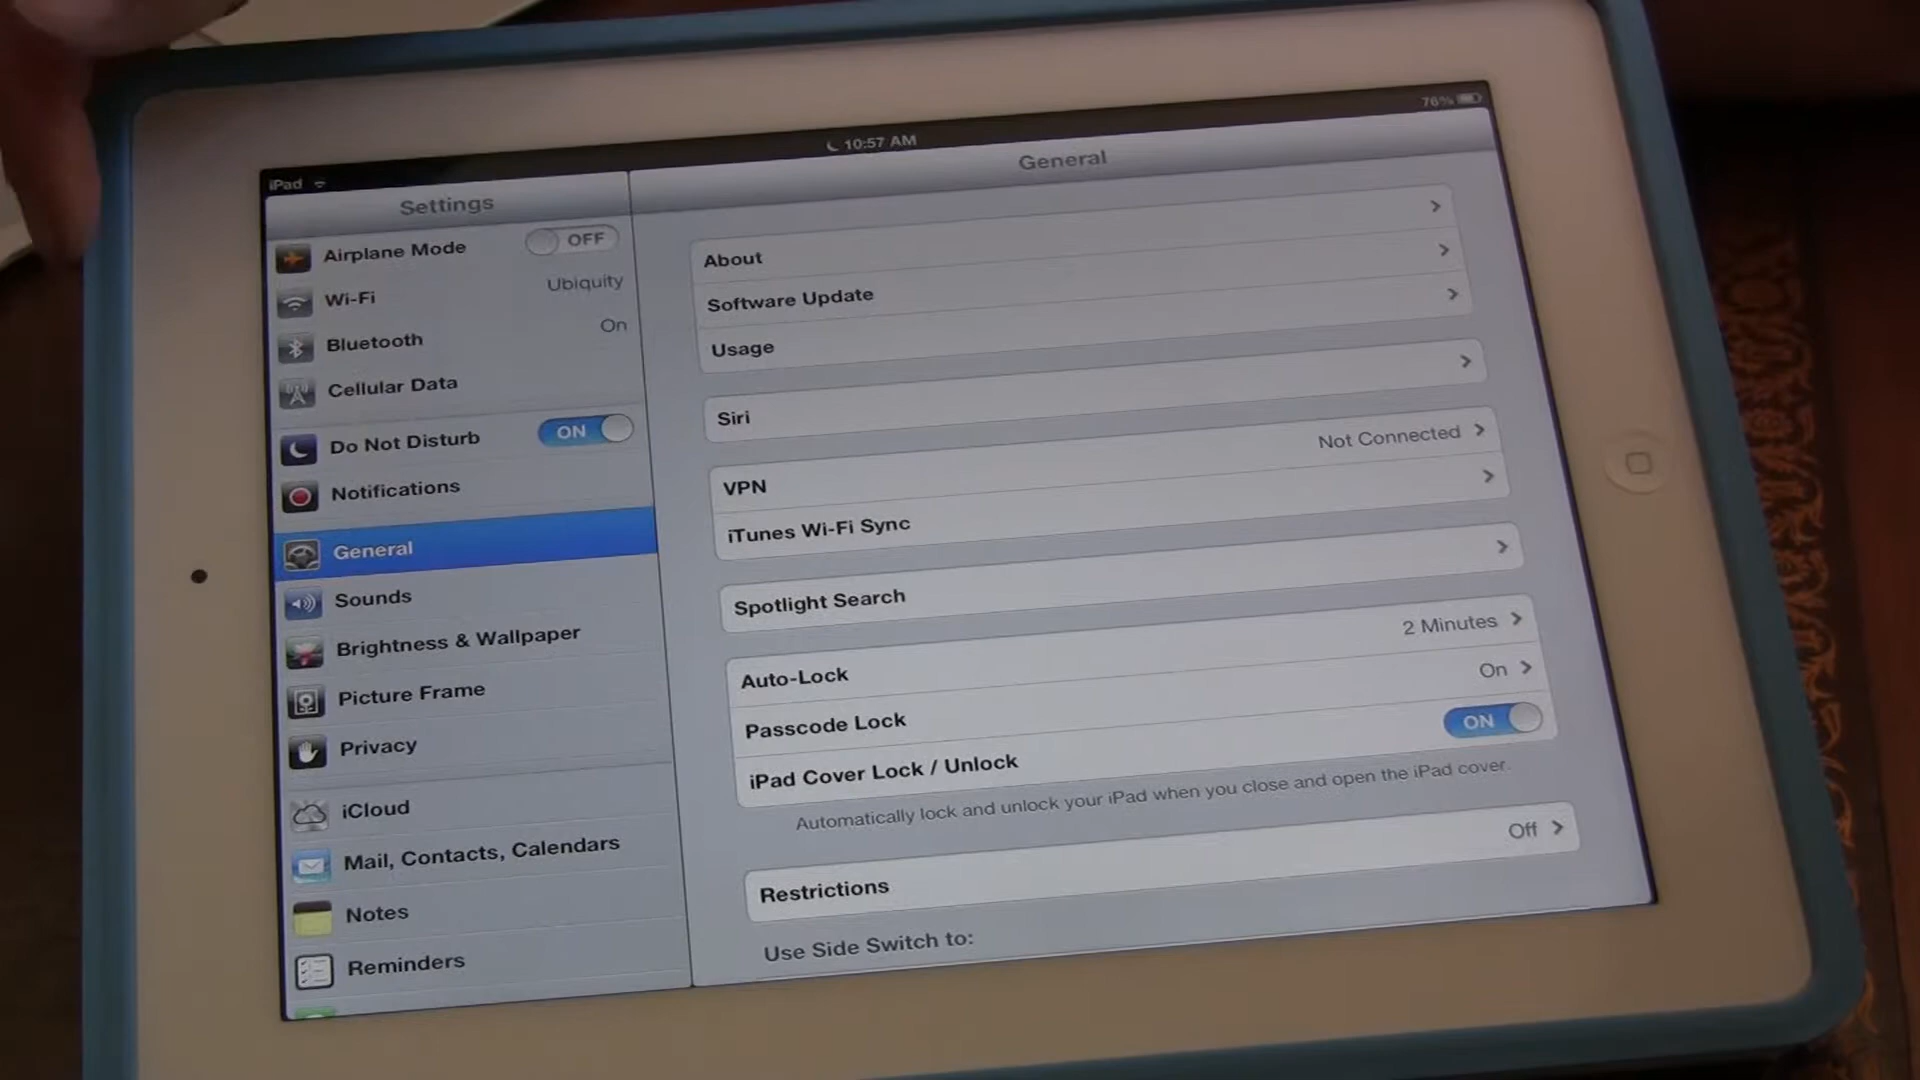 iPad
10:57 AM
76%
Settings
Airplane Mode OFF
Wi-Fi Ubiquity
Bluetooth On
Cellular Data
Do Not Disturb ON
Notifications
General
Sounds
Brightness & Wallpaper
Picture Frame
Privacy
iCloud
Mail, Contacts, Calendars
Notes
Reminders
General
About
Software Update
Usage
Siri
VPN Not Connected
iTunes Wi-Fi Sync
Spotlight Search
Auto-Lock 2 Minutes
Passcode Lock On
iPad Cover Lock / Unlock ON
Automatically lock and unlock your iPad when you close and open the iPad cover.
Restrictions Off
Use Side Switch to: